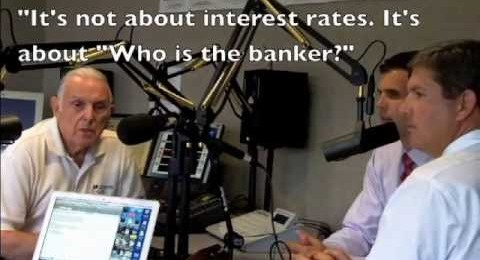 "It's not about interest rates. It's
about "Who is the banker?"